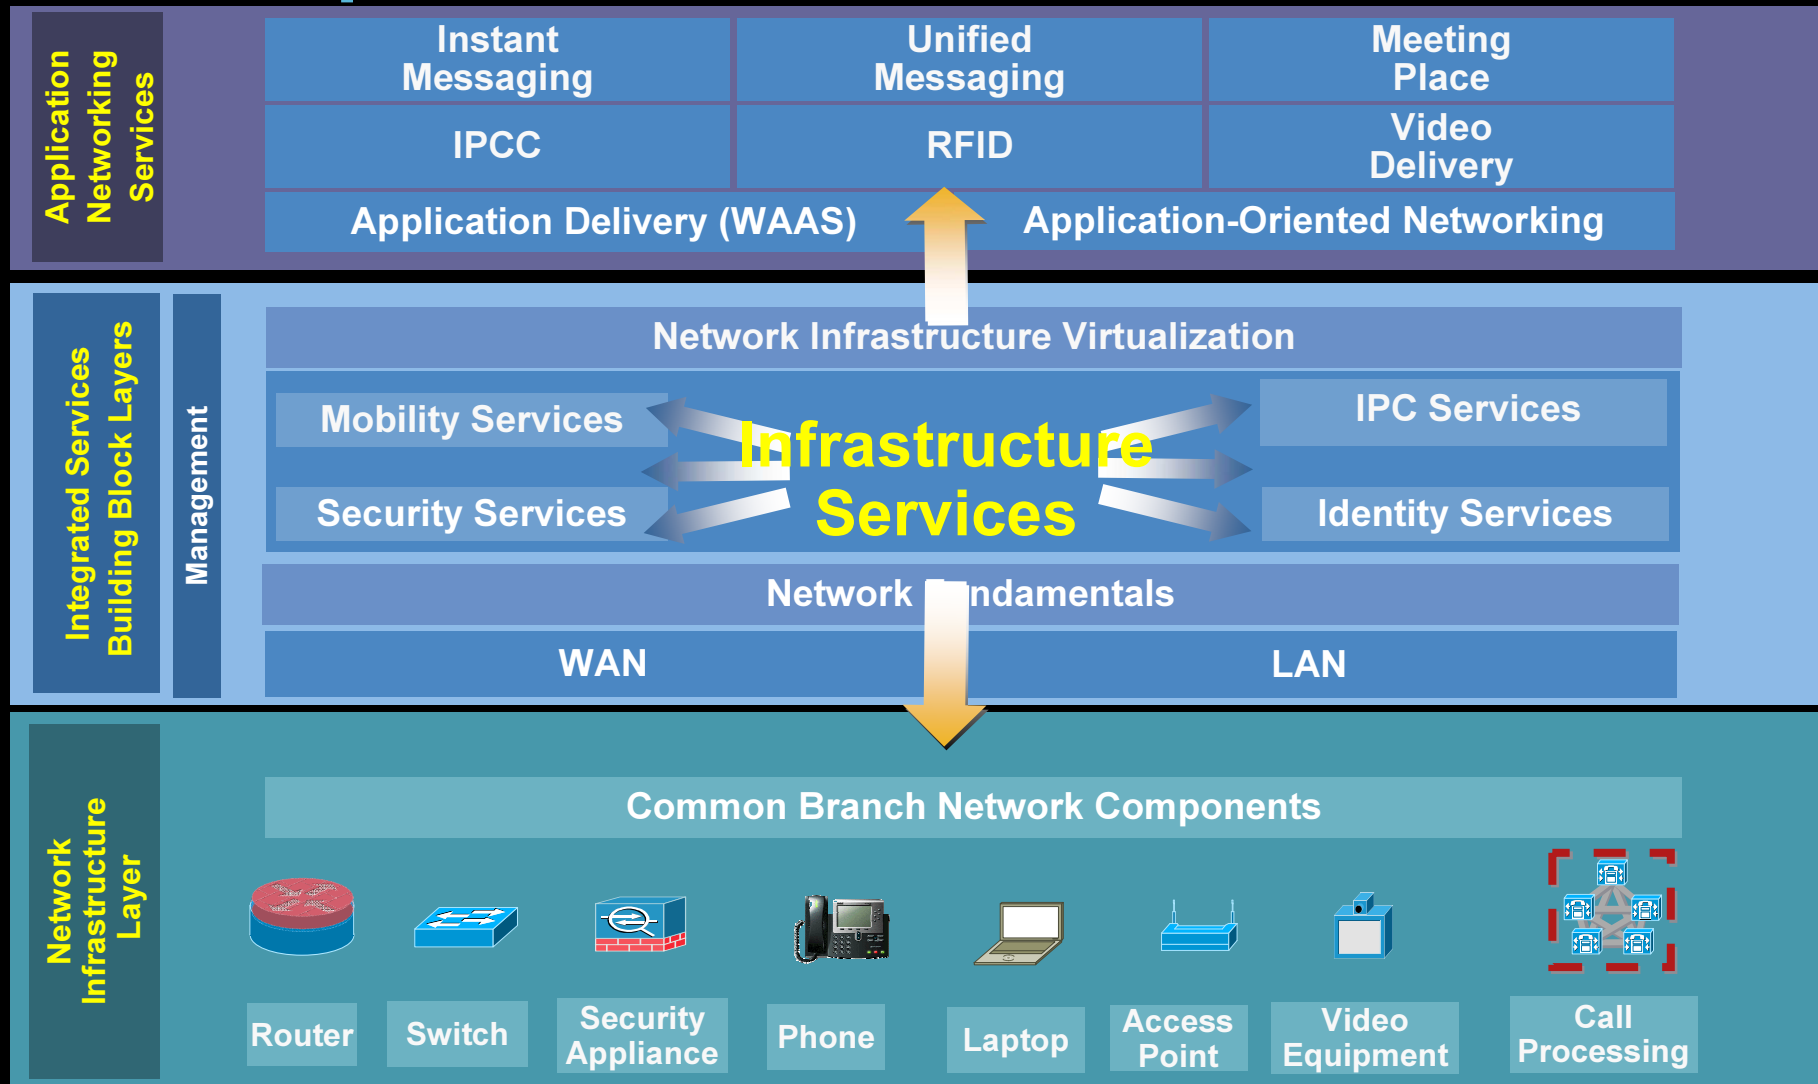 Application
Networking
Services
Instant
Messaging
Unified
Messaging
Meeting
Place
IPCC
RFID
Video
Delivery
Application Delivery (WAAS)
Application-Oriented Networking
Integrated Services
Building Block Layers
Management
Network Infrastructure Virtualization
Mobility Services
Security Services
Infrastructure
Services
IPC Services
Identity Services
Network Fundamentals
WAN
LAN
Network
Infrastructure
Layer
Common Branch Network Components
Router
Switch
Security
Appliance
Phone
Laptop
Access
Point
Video
Equipment
Call
Processing